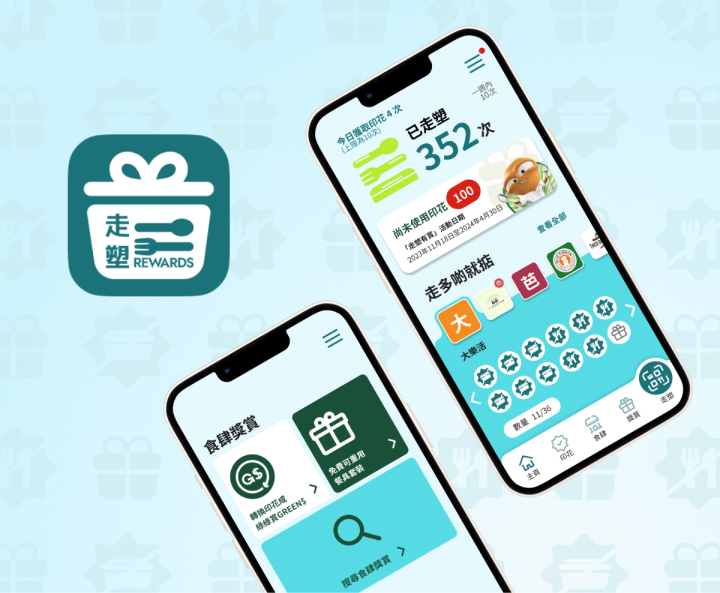 走
塑
REWARDS
今日獲取印花 4 次
(上限為10次)
一週內
10次
已走塑
352 次
尚未使用印花 100
「走塑有賞」活動日期
2023年11月18日至2024年4月30日
走多啲就掂
查看全部
大
芭
大樂活
數量 11/36
主頁
印花
食肆
獎賞
走塑
食肆獎賞
G$
轉換印花成
綠綠賞GREEN$
免費可重用
餐具套裝
搜尋食肆獎賞